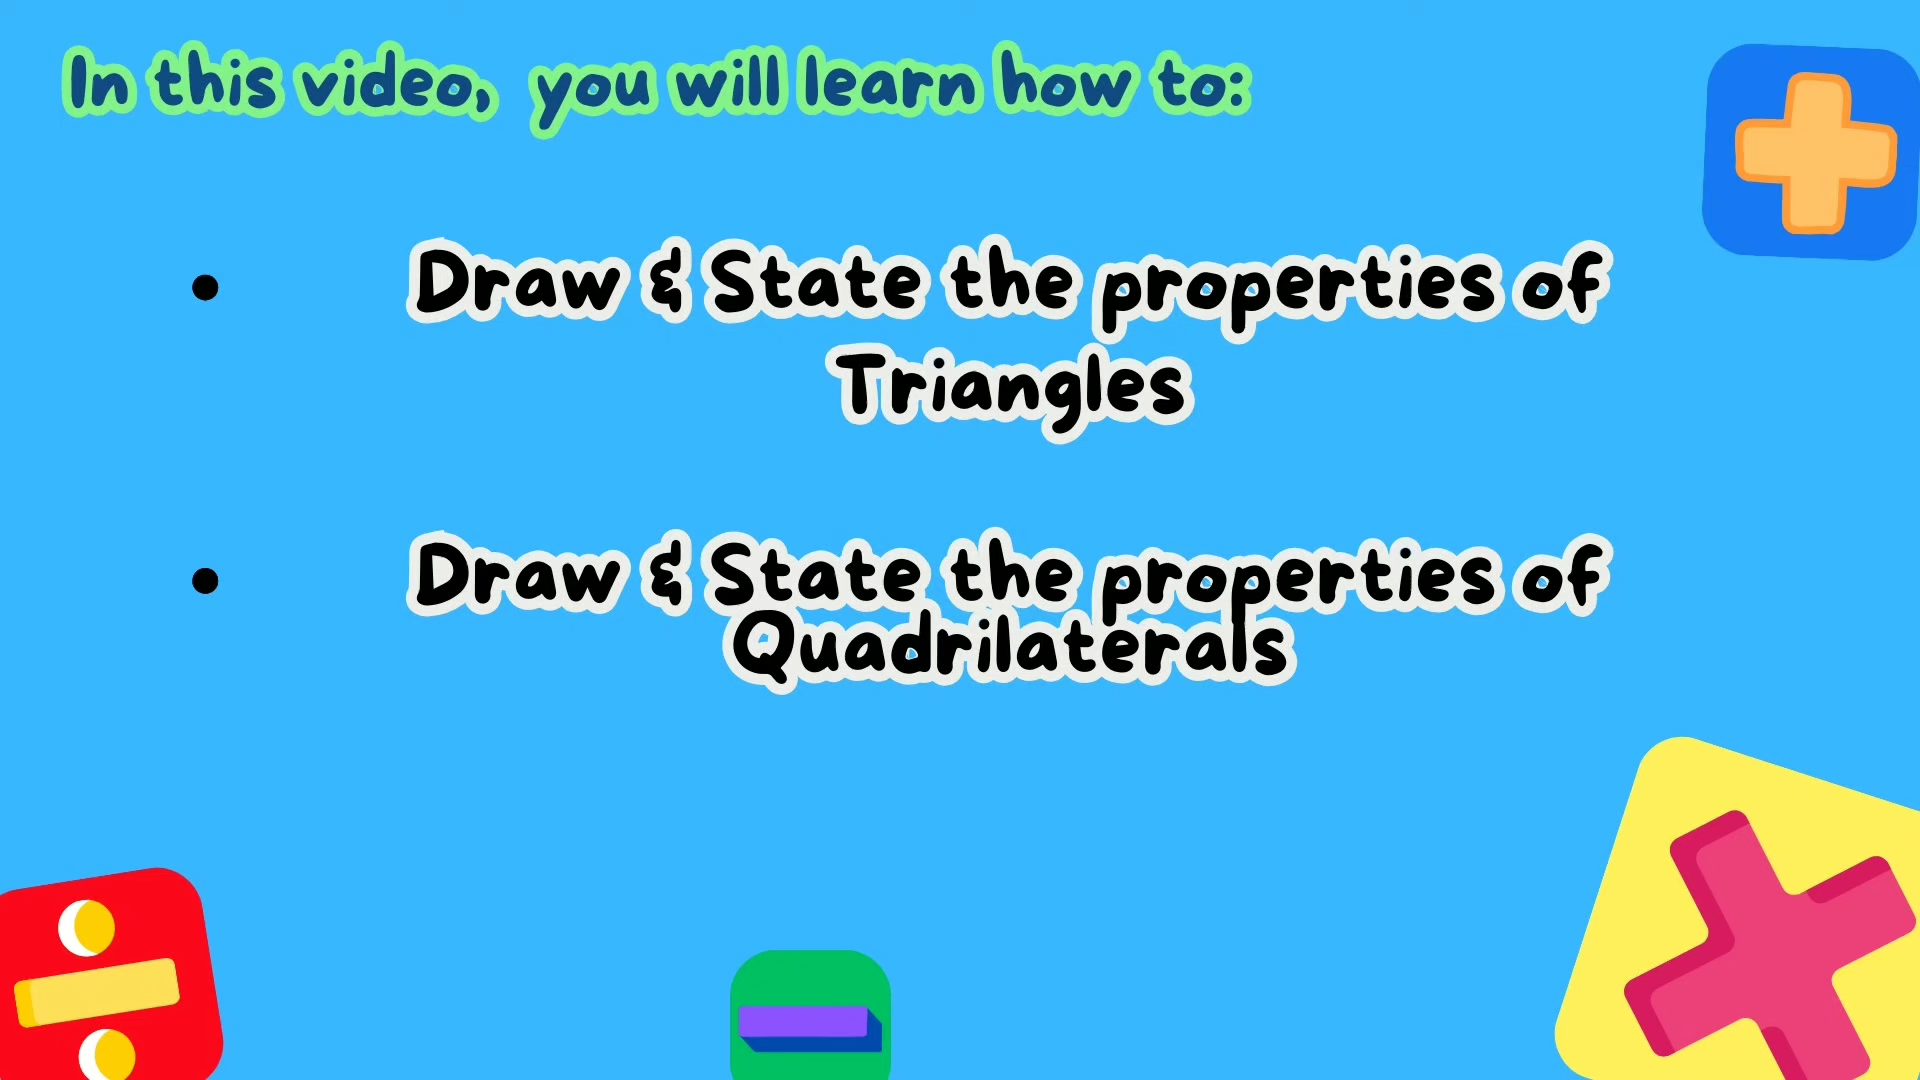 In this video, you will learn how to:
• Draw & State the properties of
Triangles
• Draw & State the properties of
Quadrilaterals